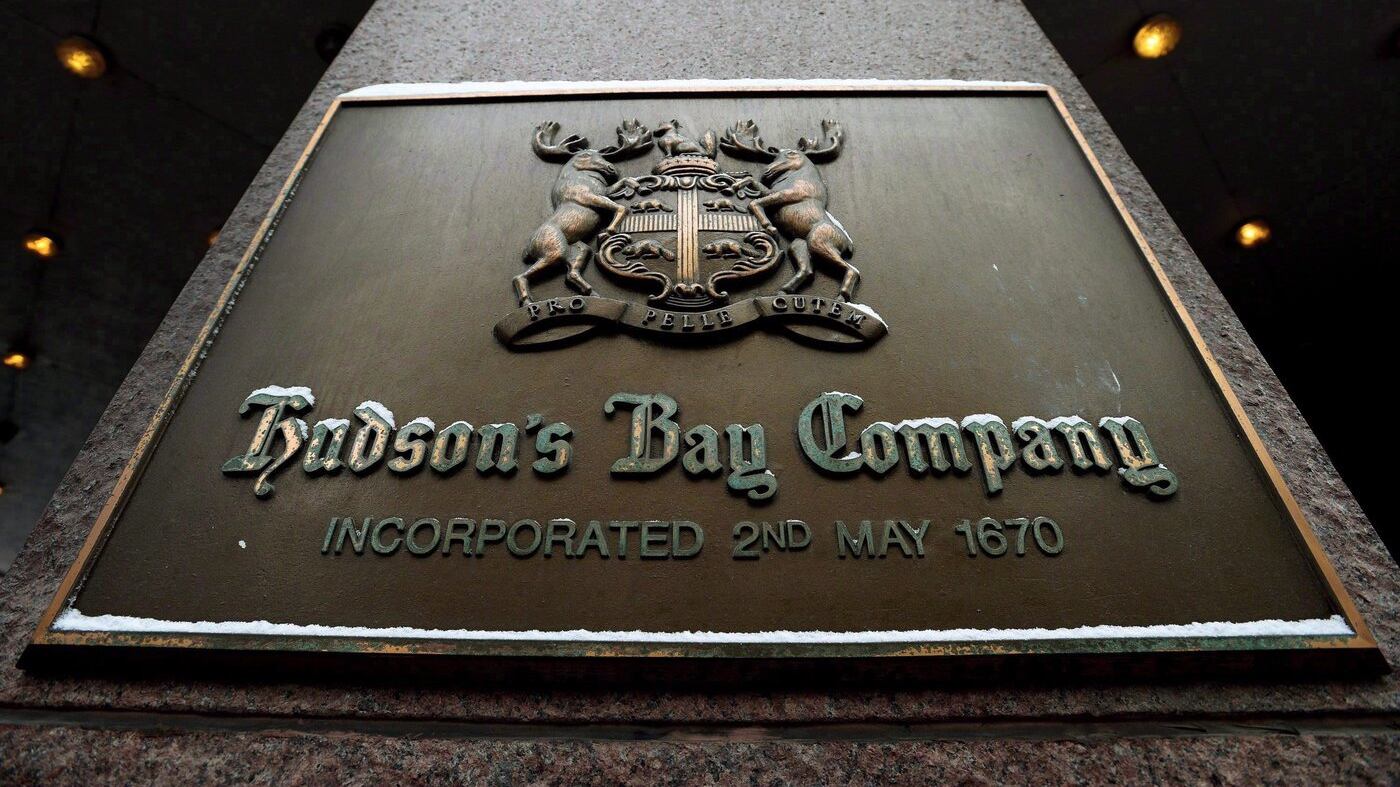 PRO PELLE CUTEM
Hudson's Bay Company
INCORPORATED 2ND MAY 1670